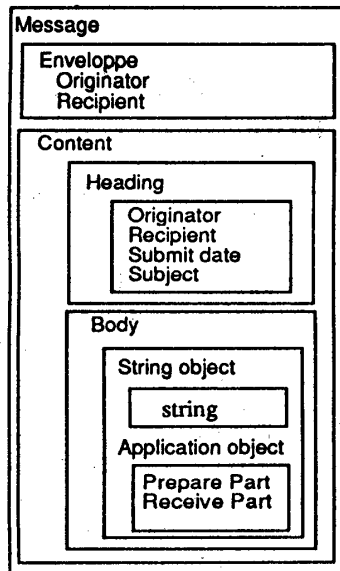 Message
Enveloppe
Originator
Recipient
Content
Heading
Originator
Recipient
Submit date
Subject
Body
String object
string
Application object
Prepare Part
Receive Part